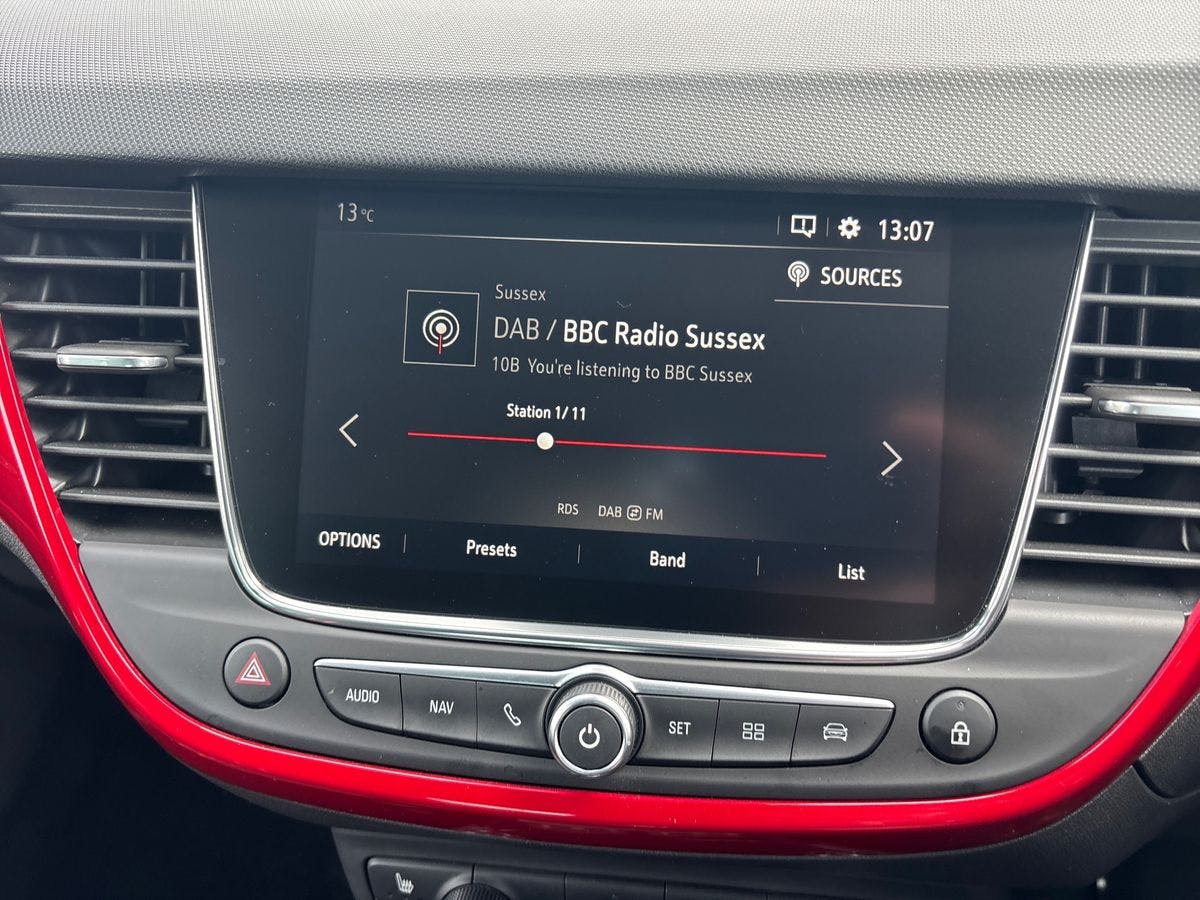 13°C
13:07
SOURCES
Sussex
DAB / BBC Radio Sussex
10B You're listening to BBC Sussex
Station 1/11
RDS DAB FM
OPTIONS Presets Band List
AUDIO NAV SET